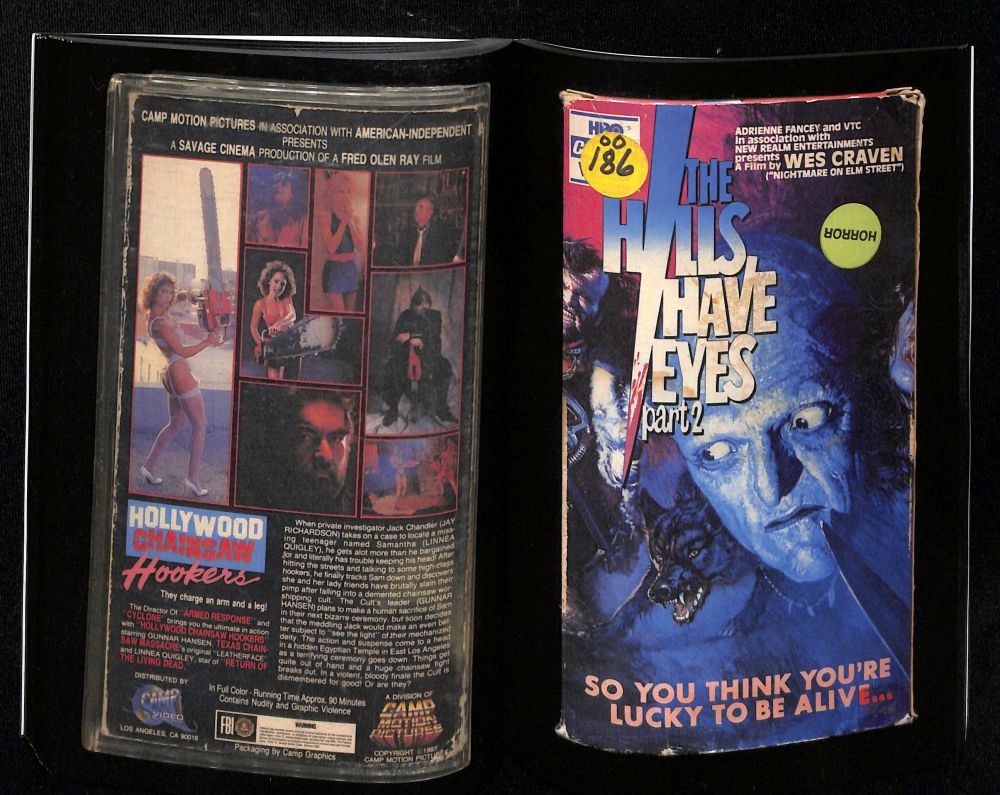 CAMP MOTION PICTURES IN ASSOCIATION WITH AMERICAN-INDEPENDENT
PRESENTS
A SAVAGE CINEMA PRODUCTION OF A FRED OLEN RAY FILM
HOLLYWOOD
CHAINSAW
Hookers
They charge an arm and a leg!
The Director Of "ARMED RESPONSE" and
"CYCLONE" brings you the ultimate in action
with "HOLLYWOOD CHAINSAW HOOKERS"
starring GUNNAR HANSEN, TEXAS CHAIN-
SAW MASSACRE's original "LEATHERFACE"
and LINNEA QUIGLEY, star of "RETURN OF
THE LIVING DEAD."
DISTRIBUTED BY
CAMP
VIDEO
LOS ANGELES, CA 90016
When private investigator Jack Chandler (JAY
RICHARDSON) takes on a case to locate a miss-
ing teenager named Samantha (LINNEA
QUIGLEY), he gets alot more than he bargained
for and literally has trouble keeping his head! After
hitting the streets and talking to some high-class
hookers, he finally tracks Sam down and discovers
she and her lady friends have brutally slain their
pimp after falling into a demented chainsaw wor-
shipping cult. The Cult's leader (GUNNAR
HANSEN) plans to make a human sacrifice of Sam
in their next bizarre ceremony, but soon decides
that the meddling Jack would make an even bet-
ter subject to "see the light" of their mechanized
deity. The action and suspense come to a head
in a hidden Egyptian Temple in East Los Angeles
as a terrifying ceremony goes down. Things get
quite out of hand and a huge chainsaw fight
breaks out. In a violent, bloody finale the Cult is
dismembered for good! Or are they?
In Full Color - Running Time Approx. 90 Minutes
Contains Nudity and Graphic Violence
FBI
WARNING
Packaging by Camp Graphics
A DIVISION OF
CAMP
MOTION
PICTURES
COPYRIGHT © 1987
CAMP MOTION PICTURES
HBO
00
186
ADRIENNE FANCEY and VTC
in association with
NEW REALM ENTERTAINMENTS
presents
A Film by WES CRAVEN
("NIGHTMARE ON ELM STREET")
HORROR
THE
HILLS
HAVE
EYES
part 2
SO YOU THINK YOU'RE
LUCKY TO BE ALIVE...